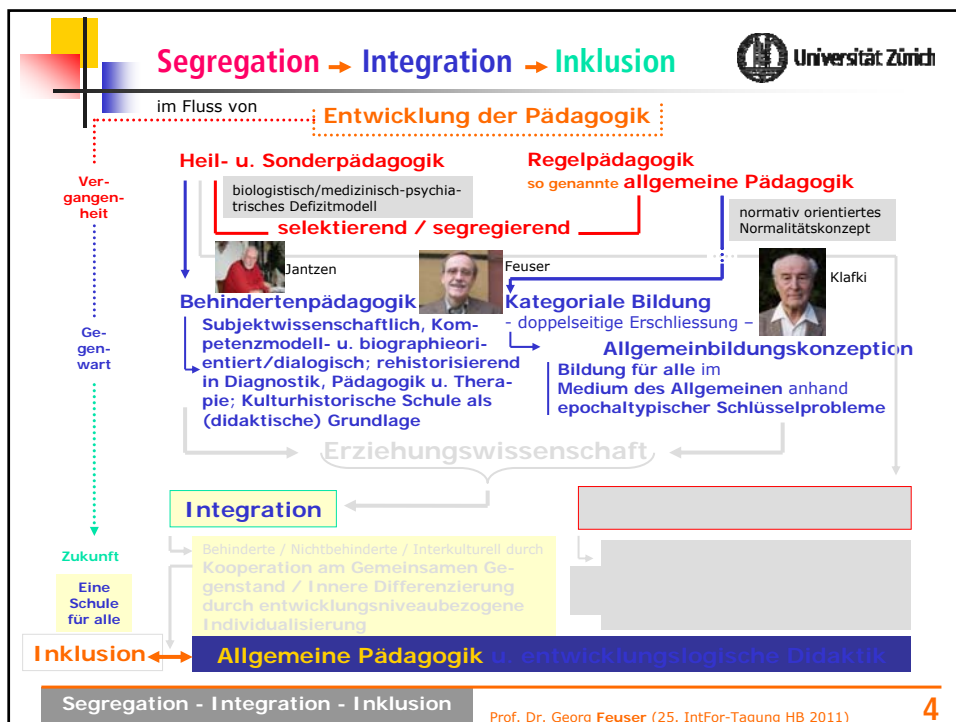 Segregation → Integration → Inklusion
Universität Zürich
im Fluss von
Entwicklung der Pädagogik
Heil- u. Sonderpädagogik
Regelpädagogik
so genannte allgemeine Pädagogik
Ver-
gangen-
heit
biologistisch/medizinisch-psychia-
trisches Defizitmodell
normativ orientiertes
Normalitätskonzept
selektierend / segregierend
Jantzen
Feuser
Klafki
Behindertenpädagogik
Subjektwissenschaftlich, Kom-
petenzmodell- u. biographieori-
entiert/dialogisch; rehistorisierend
in Diagnostik, Pädagogik u. Thera-
pie; Kulturhistorische Schule als
(didaktische) Grundlage
Kategoriale Bildung
- doppelseitige Erschliessung –
Allgemeinbildungskonzeption
Bildung für alle im
Medium des Allgemeinen anhand
epochaltypischer Schlüsselprobleme
Ge-
gen-
wart
Erziehungswissenschaft
Integration
Behinderte / Nichtbehinderte / Interkulturell durch
Kooperation am Gemeinsamen Ge-
genstand / Innere Differenzierung
durch entwicklungsniveaubezogene
Individualisierung
Zukunft
Eine
Schule
für alle
Inklusion
Allgemeine Pädagogik u. entwicklungslogische Didaktik
Segregation - Integration - Inklusion
Prof. Dr. Georg Feuser (25. IntFor-Tagung HB 2011)
4